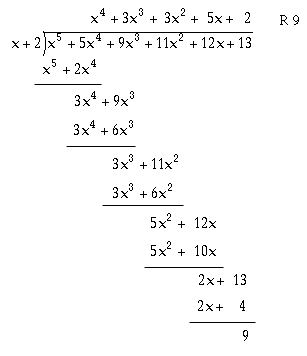 x⁴ + 3x³ + 3x² + 5x + 2 R 9
x + 2)x⁵ + 5x⁴ + 9x³ + 11x² + 12x + 13
x⁵ + 2x⁴
3x⁴ + 9x³
3x⁴ + 6x³
3x³ + 11x²
3x³ + 6x²
5x² + 12x
5x² + 10x
2x + 13
2x + 4
9